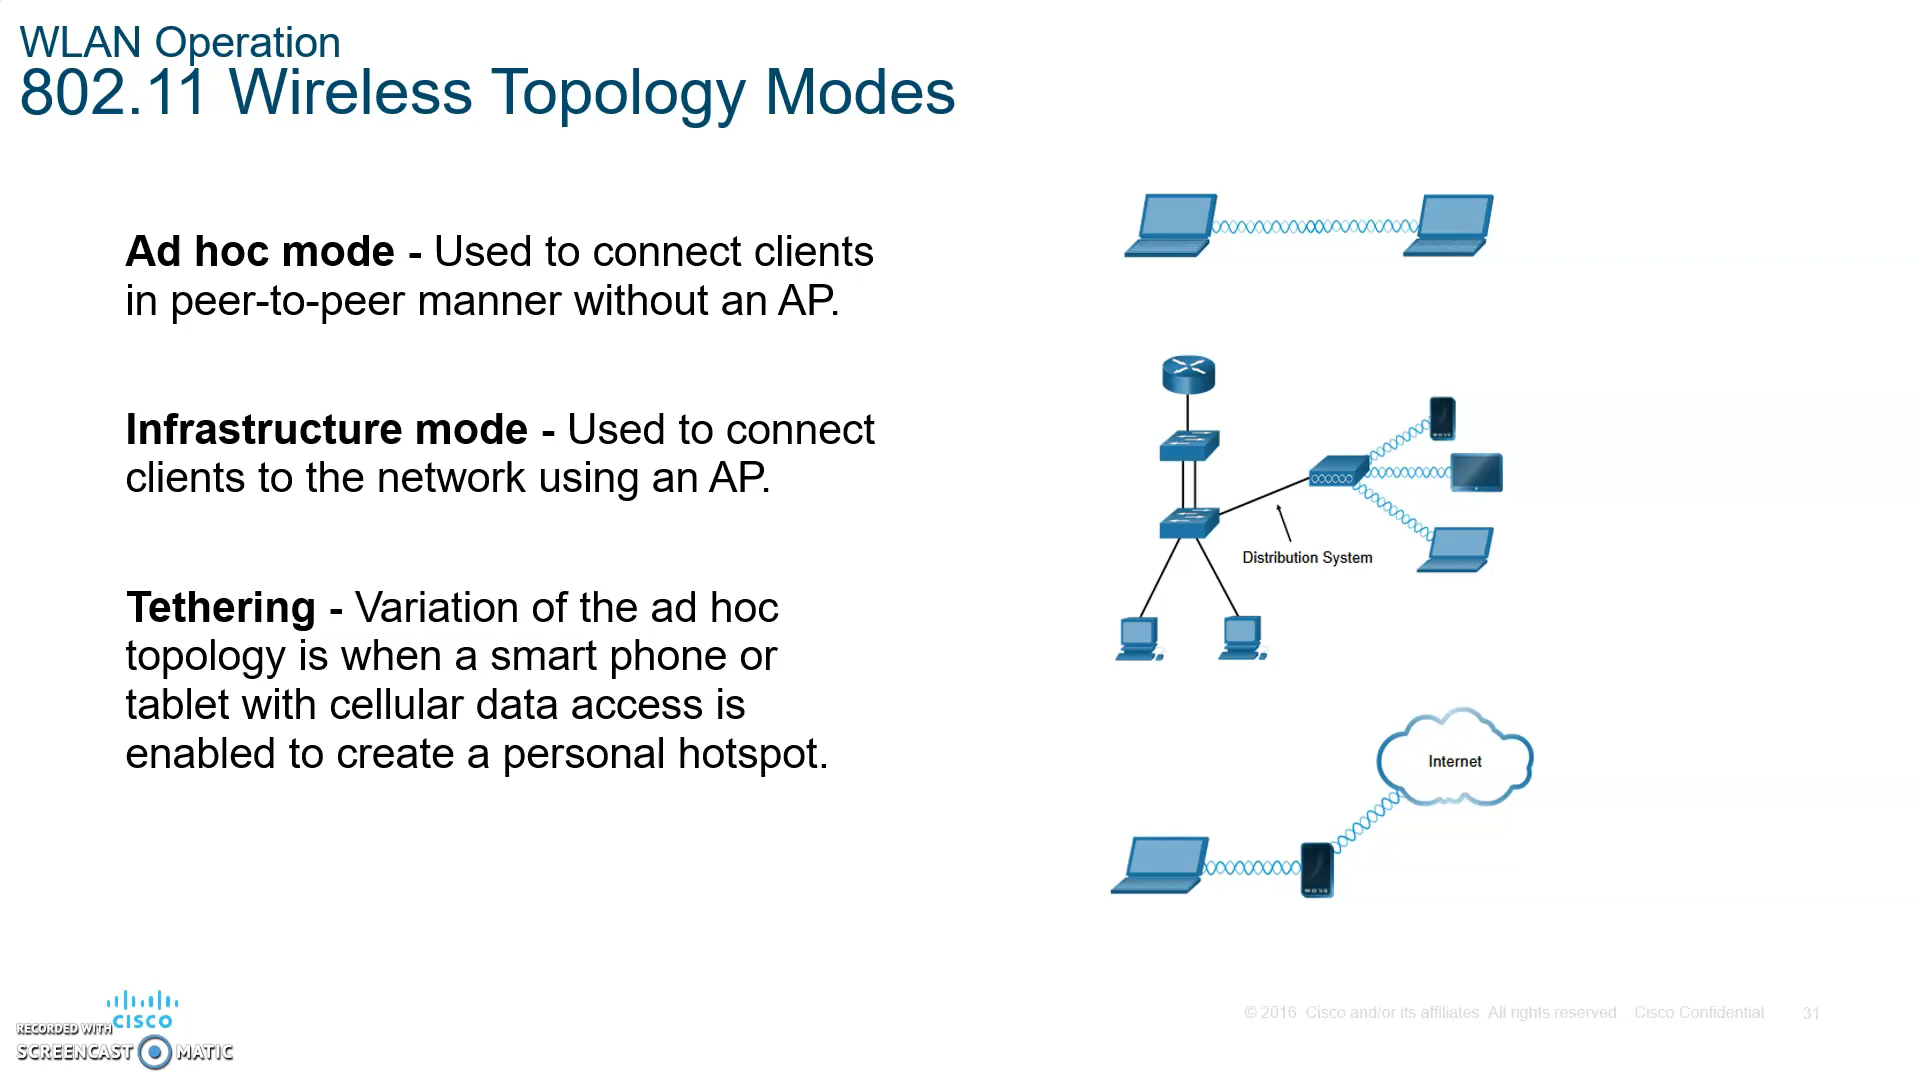 WLAN Operation
802.11 Wireless Topology Modes
Ad hoc mode - Used to connect clients
in peer-to-peer manner without an AP.
Infrastructure mode - Used to connect
clients to the network using an AP.
Tethering - Variation of the ad hoc
topology is when a smart phone or
tablet with cellular data access is
enabled to create a personal hotspot.
Distribution System
Internet
CISCO
RECORDED WITH
SCREENCAST MATIC
© 2016 Cisco and/or its affiliates. All rights reserved. Cisco Confidential
31